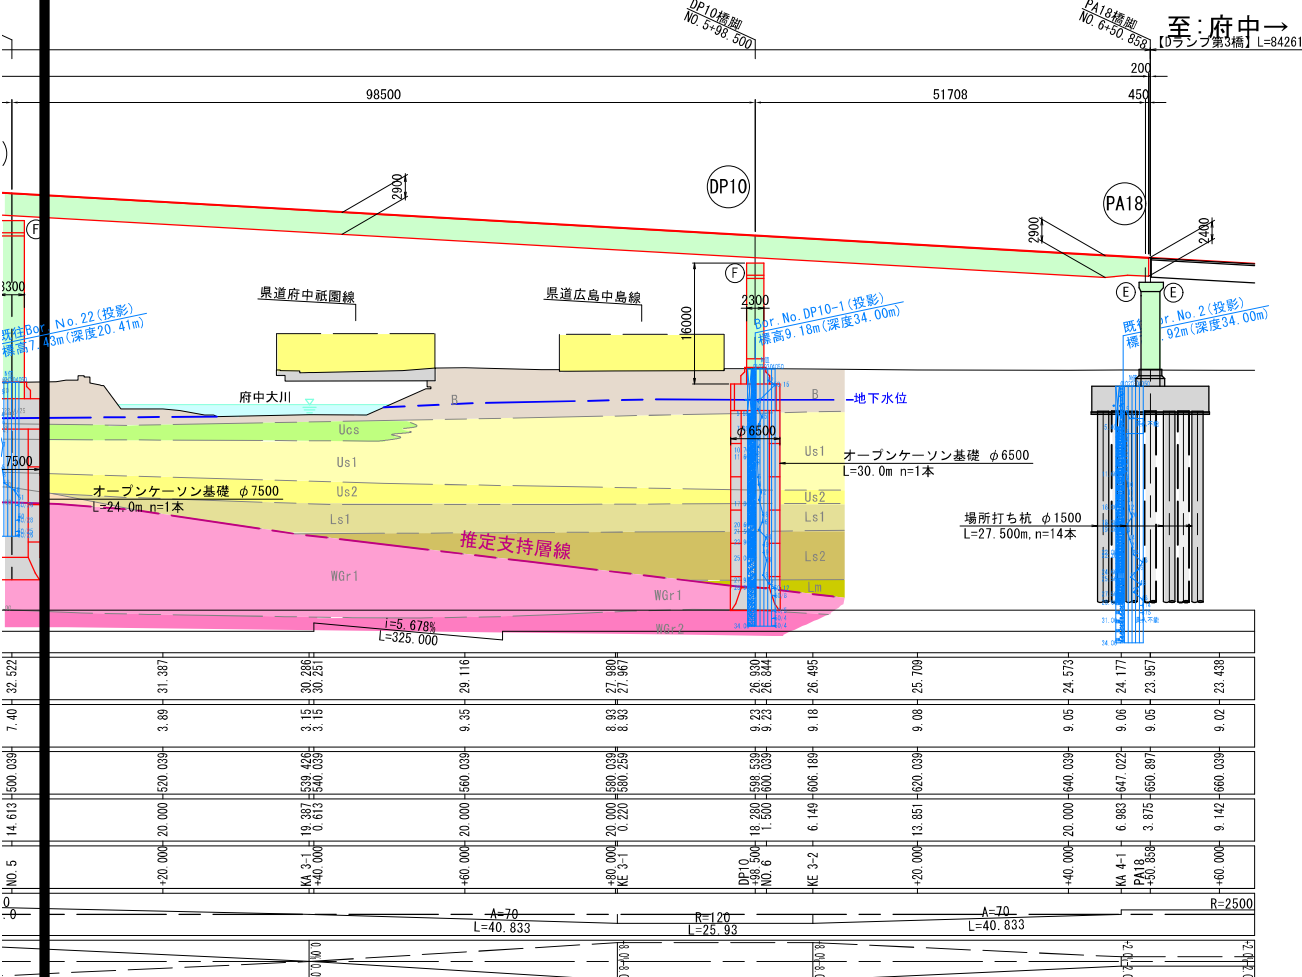 DP10橋脚
NO.5+98.500
PA18橋脚
NO.6+50.858
至:府中→
【Dランプ第3橋】L=84261
200
98500
51708
450
2900
DP10
PA18
2900
2400
F
F
E
E
3300
2300
16000
県道府中祇園線
県道広島中島線
既往Bor.No.22(投影)
標高7.43m(深度20.41m)
Bor.No.DP10-1(投影)
標高9.18m(深度34.00m)
既往Bor.No.2(投影)
.92m(深度34.00m)
府中大川
B
B
地下水位
Ucs
φ6500
7500
Us1
Us1
オープンケーソン基礎 φ6500
L=30.0m n=1本
オープンケーソン基礎 φ7500
L=24.0m n=1本
Us2
Us2
Ls1
Ls1
場所打ち杭 φ1500
L=27.500m,n=14本
推定支持層線
Ls2
WGr1
WGr1
Lm
WGr2
i=5.678%
L=325.000
32.522
31.387
30.286
30.251
29.116
27.980
27.967
26.930
26.844
26.495
25.709
24.573
24.177
23.957
23.438
7.40
3.89
3.15
3.15
9.35
8.93
8.93
9.23
9.23
9.18
9.08
9.05
9.06
9.05
9.02
500.039
520.039
539.426
540.039
560.039
580.039
580.259
598.539
600.039
606.189
620.039
640.039
647.022
650.897
660.039
14.613
20.000
19.387
0.613
20.000
20.000
0.220
18.280
1.500
6.149
13.851
20.000
6.983
3.875
9.142
NO.5
+20.000
KA 3-1
+40.000
+60.000
+80.000
KE 3-1
DP10
+98.500
NO.6
KE 3-2
+20.000
+40.000
KA 4-1
PA18
+50.858
+60.000
A=70
L=40.833
R=120
L=25.93
A=70
L=40.833
R=2500